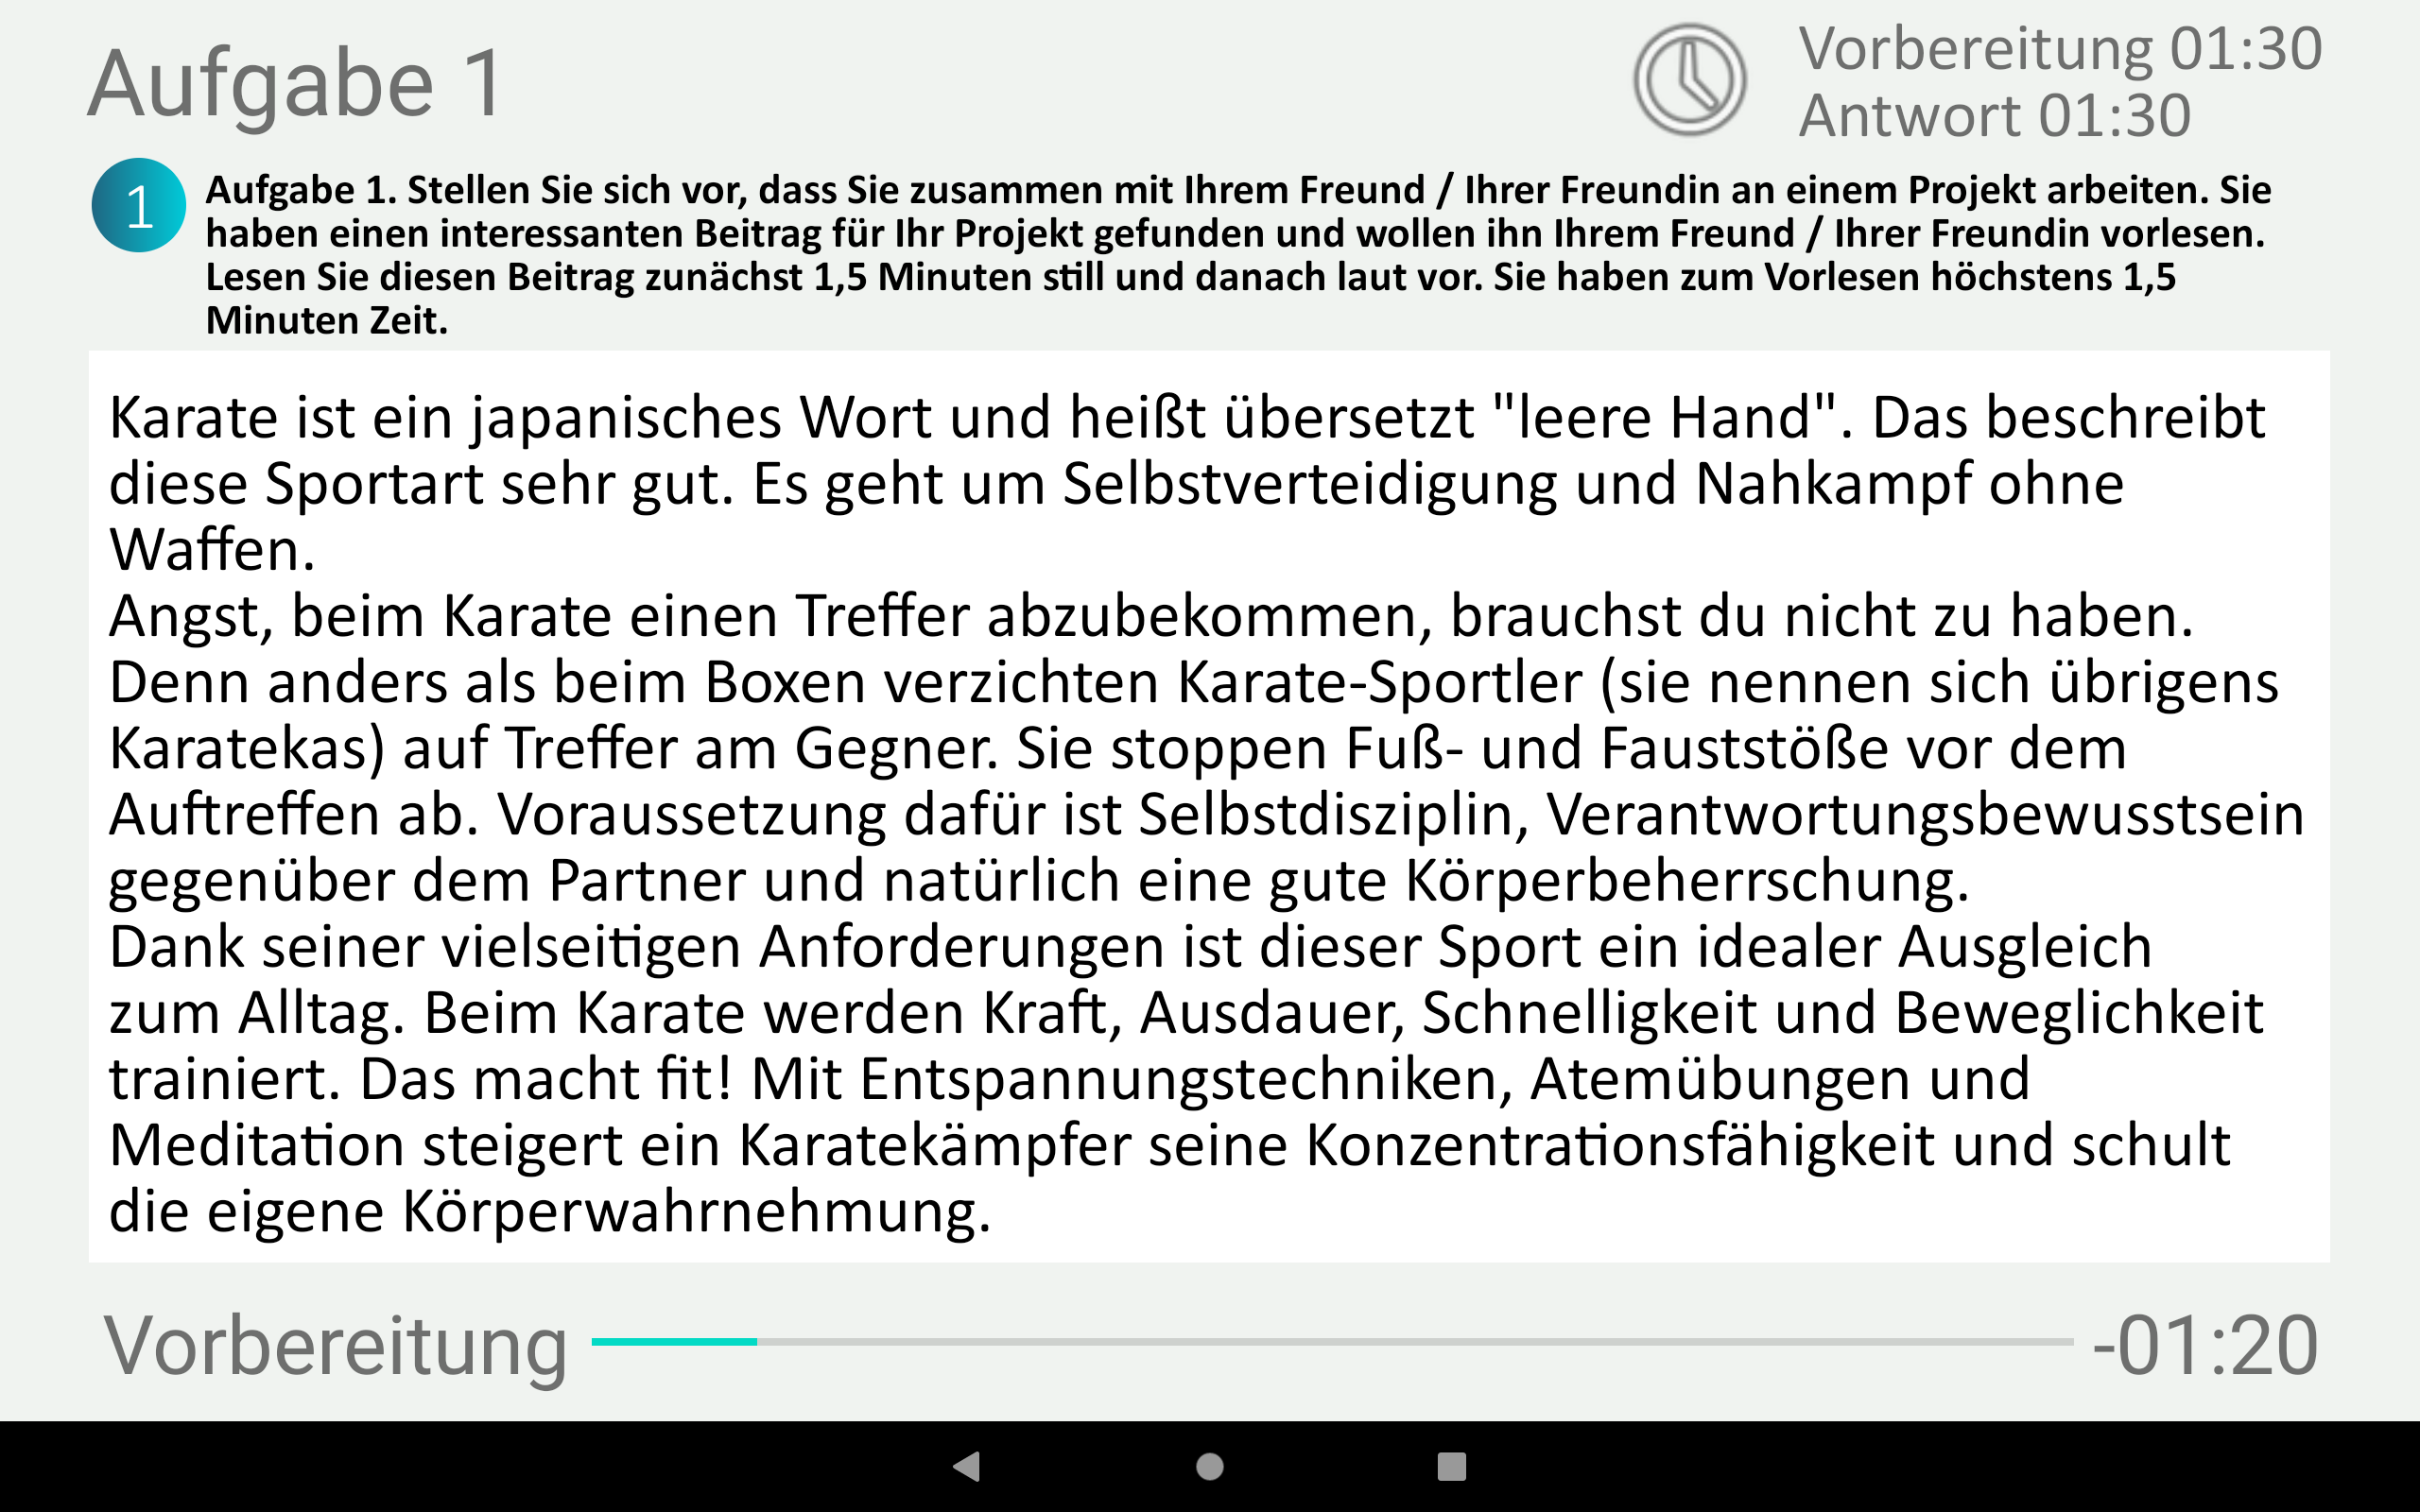 Aufgabe 1
Vorbereitung 01:30
Antwort 01:30
1
Aufgabe 1. Stellen Sie sich vor, dass Sie zusammen mit Ihrem Freund / Ihrer Freundin an einem Projekt arbeiten. Sie
haben einen interessanten Beitrag für Ihr Projekt gefunden und wollen ihn Ihrem Freund / Ihrer Freundin vorlesen.
Lesen Sie diesen Beitrag zunächst 1,5 Minuten still und danach laut vor. Sie haben zum Vorlesen höchstens 1,5
Minuten Zeit.
Karate ist ein japanisches Wort und heißt übersetzt "leere Hand". Das beschreibt
diese Sportart sehr gut. Es geht um Selbstverteidigung und Nahkampf ohne
Waffen.
Angst, beim Karate einen Treffer abzubekommen, brauchst du nicht zu haben.
Denn anders als beim Boxen verzichten Karate-Sportler (sie nennen sich übrigens
Karatekas) auf Treffer am Gegner. Sie stoppen Fuß- und Fauststöße vor dem
Auftreffen ab. Voraussetzung dafür ist Selbstdisziplin, Verantwortungsbewusstsein
gegenüber dem Partner und natürlich eine gute Körperbeherrschung.
Dank seiner vielseitigen Anforderungen ist dieser Sport ein idealer Ausgleich
zum Alltag. Beim Karate werden Kraft, Ausdauer, Schnelligkeit und Beweglichkeit
trainiert. Das macht fit! Mit Entspannungstechniken, Atemübungen und
Meditation steigert ein Karatekämpfer seine Konzentrationsfähigkeit und schult
die eigene Körperwahrnehmung.
Vorbereitung
-01:20